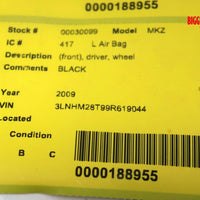 0000188955
BIGG
Stock # 00030099 Model MKZ
IC # 417 L Air Bag
Description (front), driver, wheel
Comments BLACK
Year 2009
VIN 3LNHM28T99R619044
Located
Condition
B C
0000188955